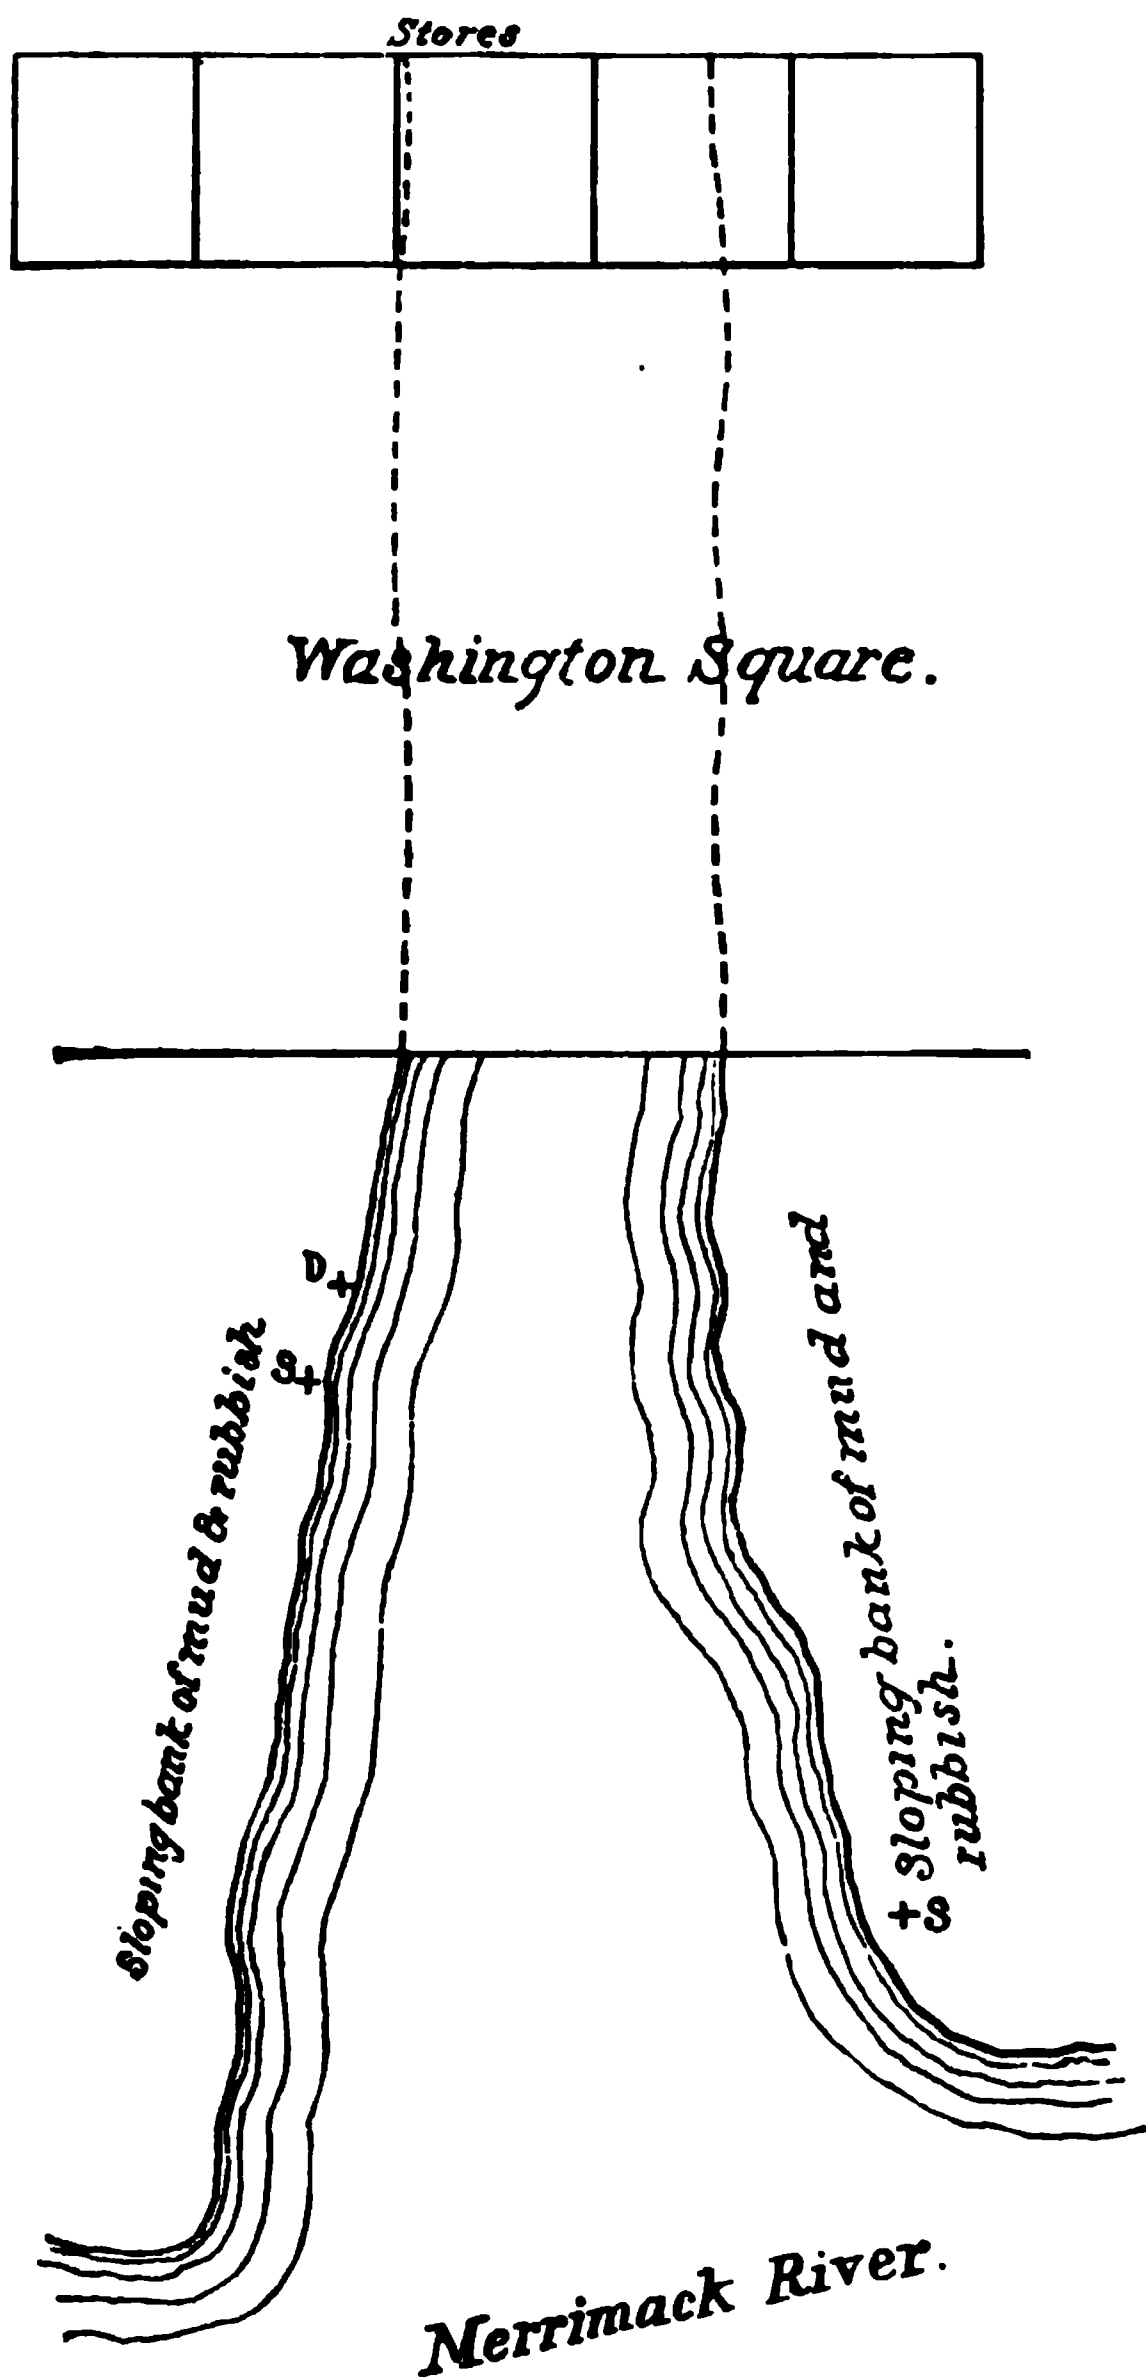 Stores
Washington Square.
D
S
Sloping bank of mud & rubbish
Sloping bank of mud and
rubbish.
S
Merrimack River.